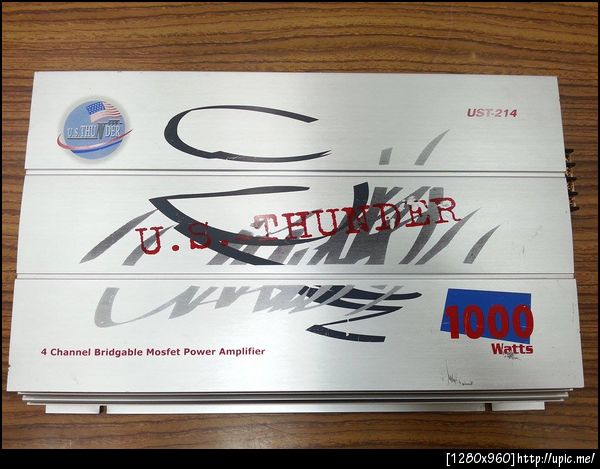 U.S.THUNDER
UST-214
U.S. THUNDER
1000
Watts
4 Channel Bridgable Mosfet Power Amplifier
[1280x960]http://upic.me/